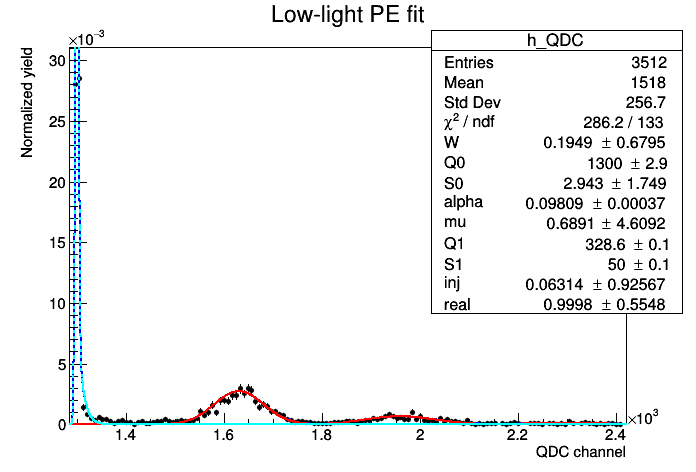 Low-light PE fit
h_QDC
Entries 3512
Mean 1518
Std Dev 256.7
χ² / ndf 286.2 / 133
W 0.1949 ± 0.6795
Q0 1300 ± 2.9
S0 2.943 ± 1.749
alpha 0.09809 ± 0.00037
mu 0.6891 ± 4.6092
Q1 328.6 ± 0.1
S1 50 ± 0.1
inj 0.06314 ± 0.92567
real 0.9998 ± 0.5548
×10⁻³
Normalized yield
30
25
20
15
10
5
0
1.4 1.6 1.8 2 2.2 2.4
×10³
QDC channel